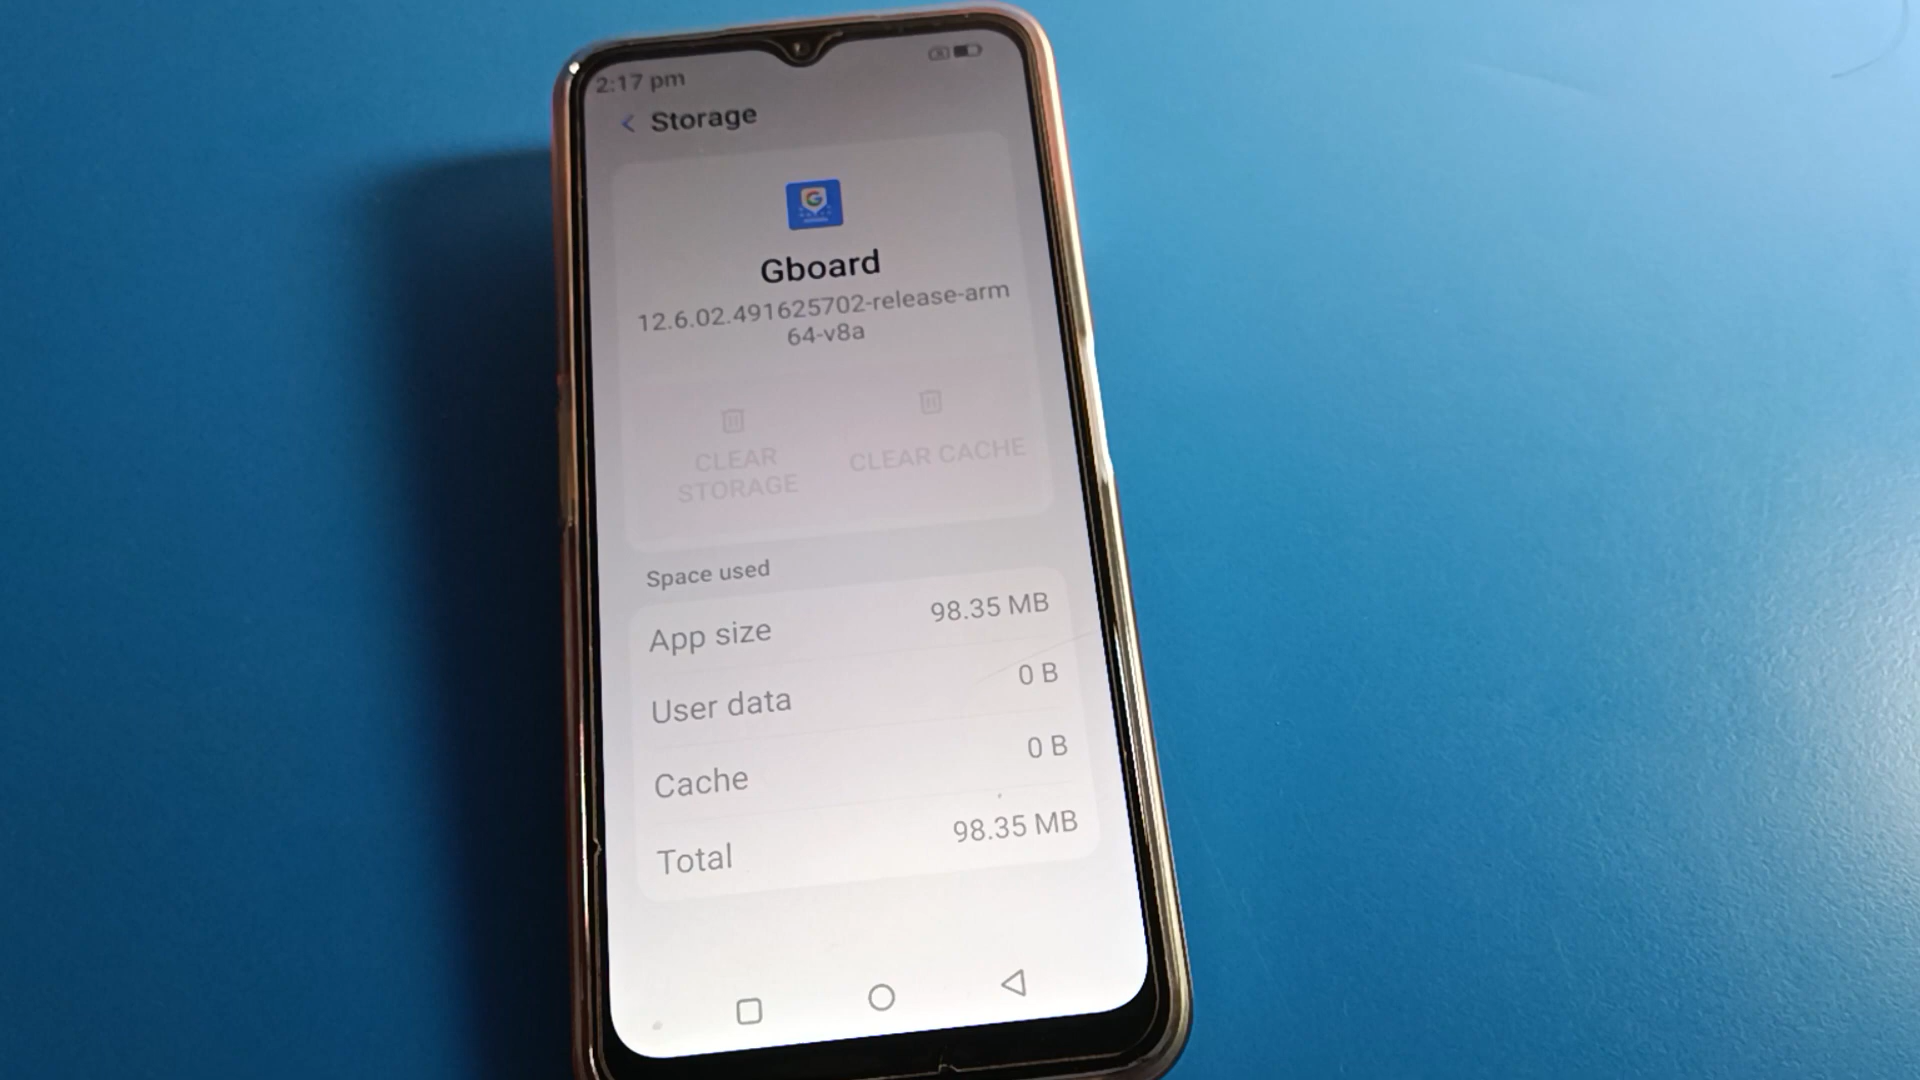 2:17 pm
Storage
Gboard
12.6.02.491625702-release-arm
64-v8a
CLEAR
STORAGE
CLEAR CACHE
Space used
App size 98.35 MB
User data 0 B
Cache 0 B
Total 98.35 MB